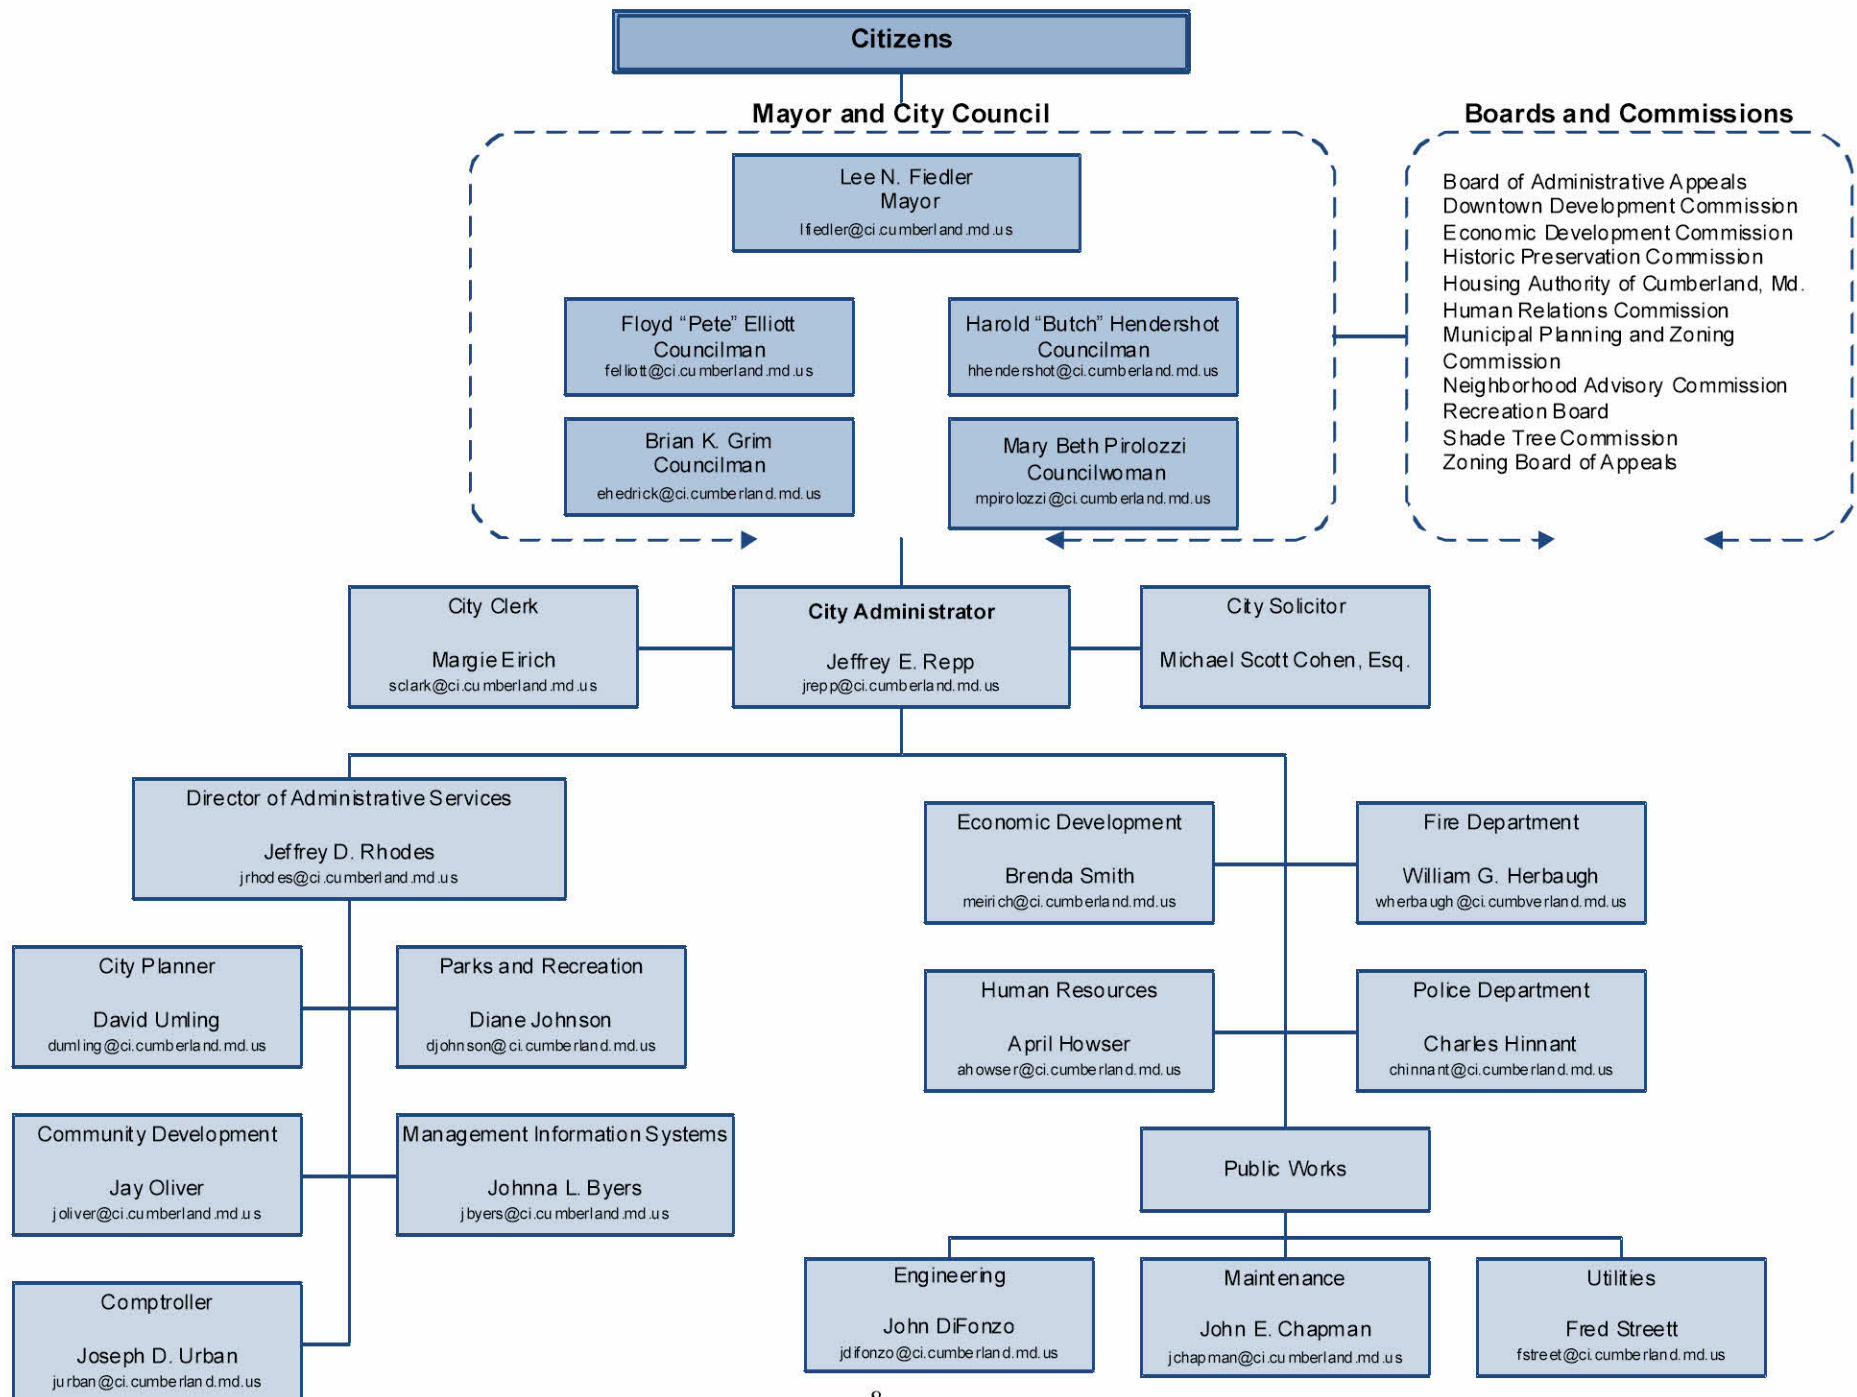 Citizens
Mayor and City Council
Lee N. Fiedler
Mayor
lfiedler@ci.cumberland.md.us
Floyd “Pete” Elliott
Councilman
felliott@ci.cumberland.md.us
Harold “Butch” Hendershot
Councilman
hhendershot@ci.cumberland.md.us
Brian K. Grim
Councilman
ehedrick@ci.cumberland.md.us
Mary Beth Pirolozzi
Councilwoman
mpirolozzi@ci.cumberland.md.us
Boards and Commissions
Board of Administrative Appeals
Downtown Development Commission
Economic Development Commission
Historic Preservation Commission
Housing Authority of Cumberland, Md.
Human Relations Commission
Municipal Planning and Zoning
Commission
Neighborhood Advisory Commission
Recreation Board
Shade Tree Commission
Zoning Board of Appeals
City Clerk
Margie Eirich
sclark@ci.cumberland.md.us
City Administrator
Jeffrey E. Repp
jrepp@ci.cumberland.md.us
City Solicitor
Michael Scott Cohen, Esq.
Director of Administrative Services
Jeffrey D. Rhodes
jrhodes@ci.cumberland.md.us
City Planner
David Umling
dumling@ci.cumberland.md.us
Parks and Recreation
Diane Johnson
djohnson@ci.cumberland.md.us
Community Development
Jay Oliver
joliver@ci.cumberland.md.us
Management Information Systems
Johnna L. Byers
jbyers@ci.cumberland.md.us
Comptroller
Joseph D. Urban
jurban@ci.cumberland.md.us
Economic Development
Brenda Smith
meirich@ci.cumberland.md.us
Fire Department
William G. Herbaugh
wherbaugh@ci.cumbverland.md.us
Human Resources
April Howser
ahowser@ci.cumberland.md.us
Police Department
Charles Hinnant
chinnant@ci.cumberland.md.us
Public Works
Engineering
John DiFonzo
jdifonzo@ci.cumberland.md.us
Maintenance
John E. Chapman
jchapman@ci.cumberland.md.us
Utilities
Fred Streett
fstreet@ci.cumberland.md.us
8